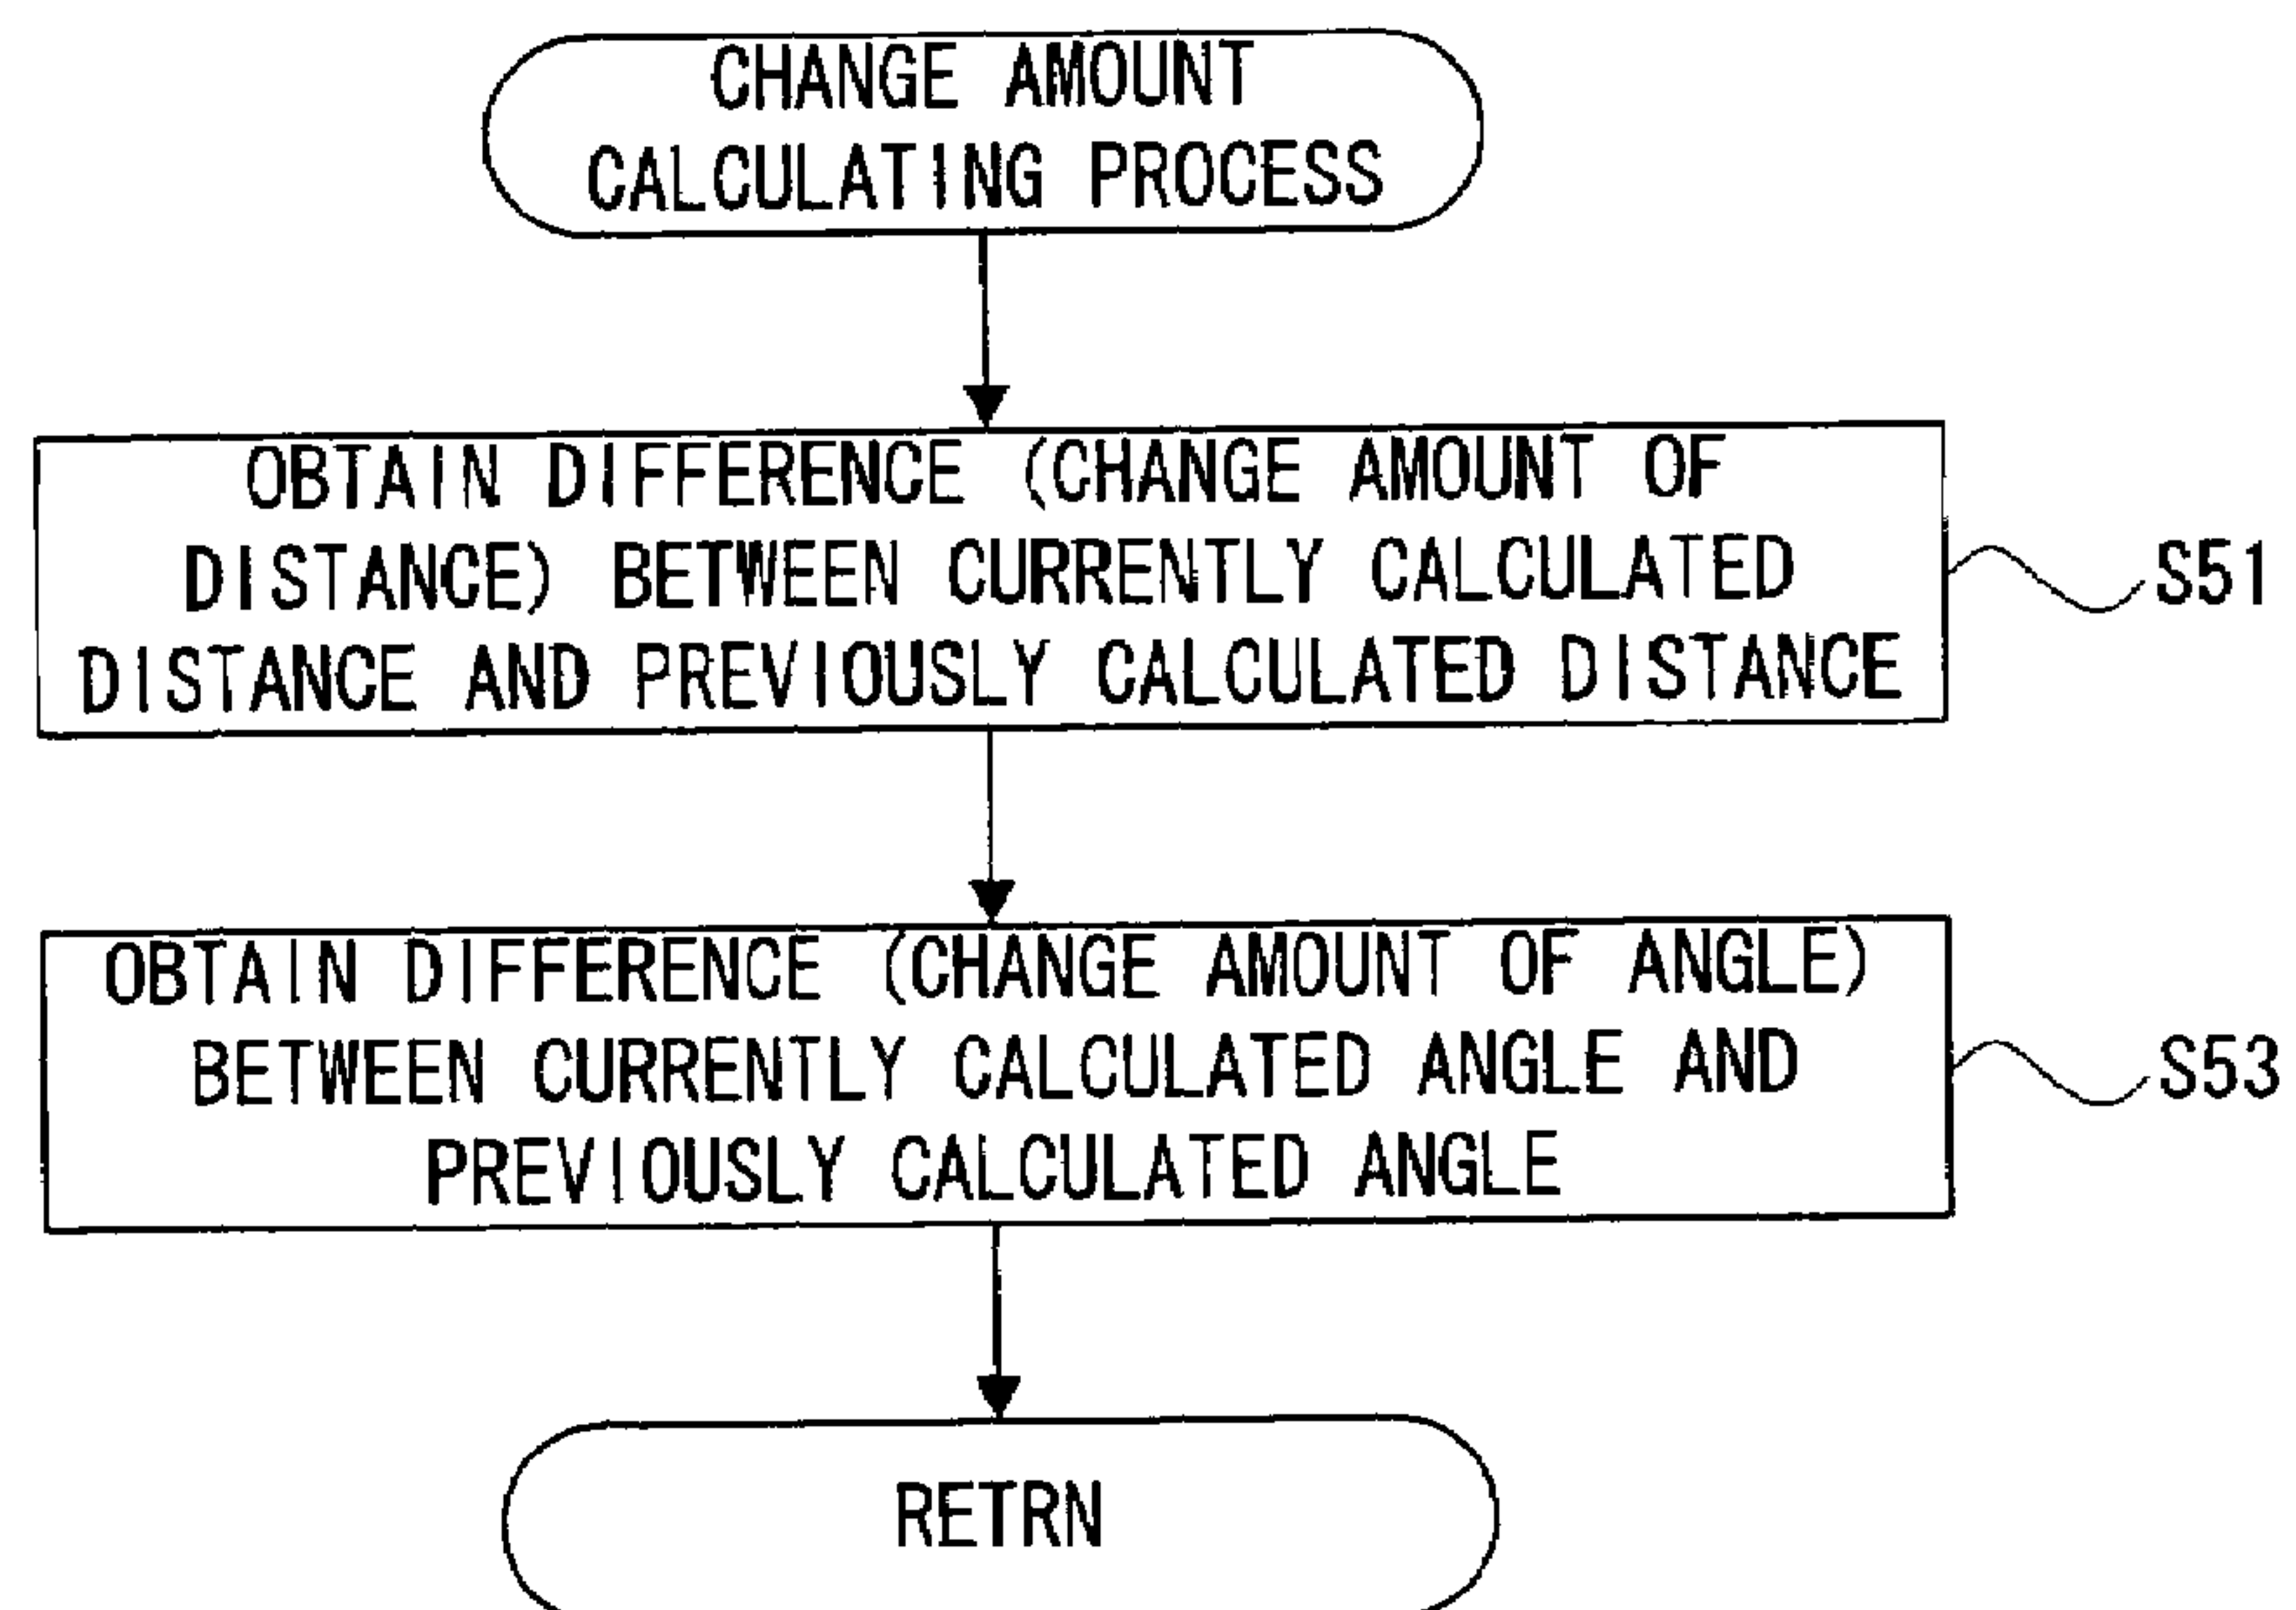 CHANGE AMOUNT
CALCULATING PROCESS
OBTAIN DIFFERENCE (CHANGE AMOUNT OF
DISTANCE) BETWEEN CURRENTLY CALCULATED
DISTANCE AND PREVIOUSLY CALCULATED DISTANCE
S51
OBTAIN DIFFERENCE (CHANGE AMOUNT OF ANGLE)
BETWEEN CURRENTLY CALCULATED ANGLE AND
PREVIOUSLY CALCULATED ANGLE
S53
RETRN